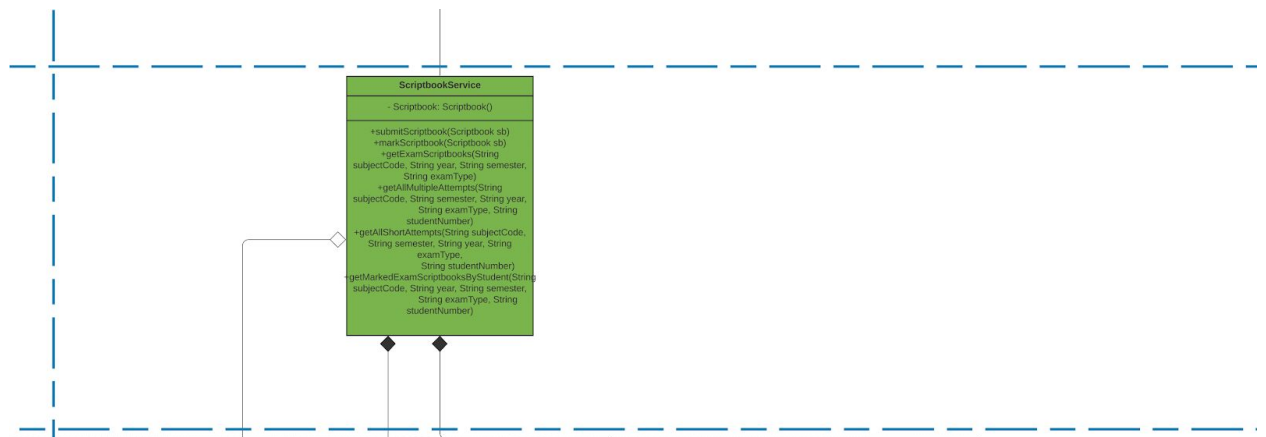 ScriptbookService
- Scriptbook: Scriptbook()
+submitScriptbook(Scriptbook sb)
+markScriptbook(Scriptbook sb)
+getExamScriptbooks(String
subjectCode, String year, String semester,
String examType)
+getAllMultipleAttempts(String
subjectCode, String semester, String year,
String examType, String
studentNumber)
+getAllShortAttempts(String subjectCode,
String semester, String year, String
examType,
String studentNumber)
+getMarkedExamScriptbooksByStudent(String
subjectCode, String year, String semester,
String examType, String
studentNumber)